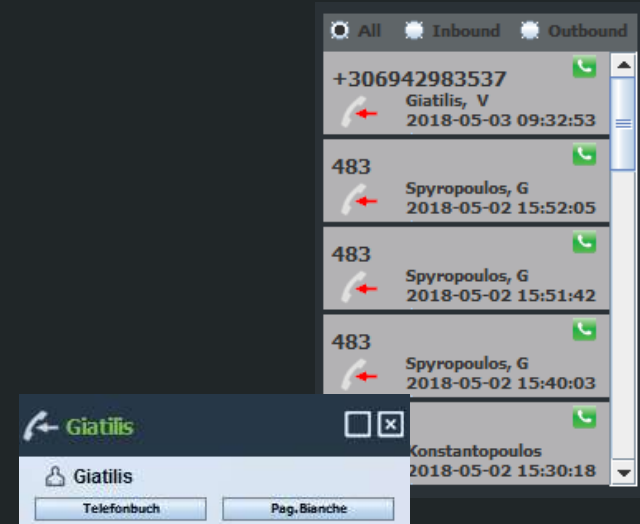 All Inbound Outbound
+306942983537
Giatilis, V
2018-05-03 09:32:53
483
Spyropoulos, G
2018-05-02 15:52:05
483
Spyropoulos, G
2018-05-02 15:51:42
483
Spyropoulos, G
2018-05-02 15:40:03
Konstantopoulos
2018-05-02 15:30:18
Giatilis
Giatilis
Telefonbuch Pag.Bianche